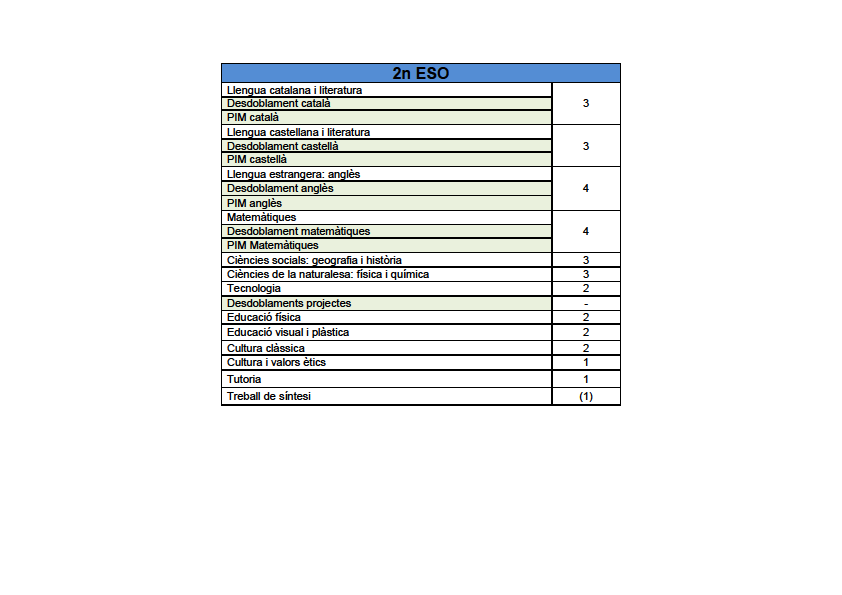 2n ESO
Llengua catalana i literatura
Desdoblament català
3
PIM català
Llengua castellana i literatura
Desdoblament castellà
3
PIM castellà
Llengua estrangera: anglès
Desdoblament anglès
4
PIM anglès
Matemàtiques
Desdoblament matemàtiques
4
PIM Matemàtiques
Ciències socials: geografia i història 3
Ciències de la naturalesa: física i química 3
Tecnologia 2
Desdoblaments projectes -
Educació física 2
Educació visual i plàstica 2
Cultura clàssica 2
Cultura i valors ètics 1
Tutoria 1
Treball de síntesi (1)